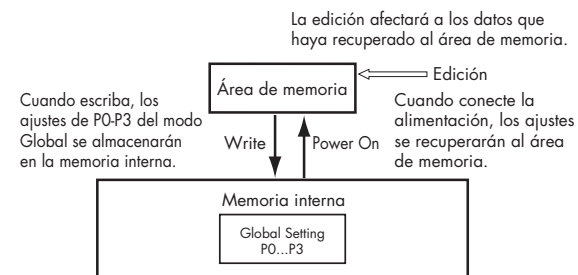 La edición afectará a los datos que
haya recuperado al área de memoria.
Edición
Área de memoria
Cuando escriba, los
ajustes de P0-P3 del modo
Global se almacenarán
en la memoria interna.
Write
Power On
Cuando conecte la
alimentación, los ajustes
se recuperarán al área
de memoria.
Memoria interna
Global Setting
P0...P3